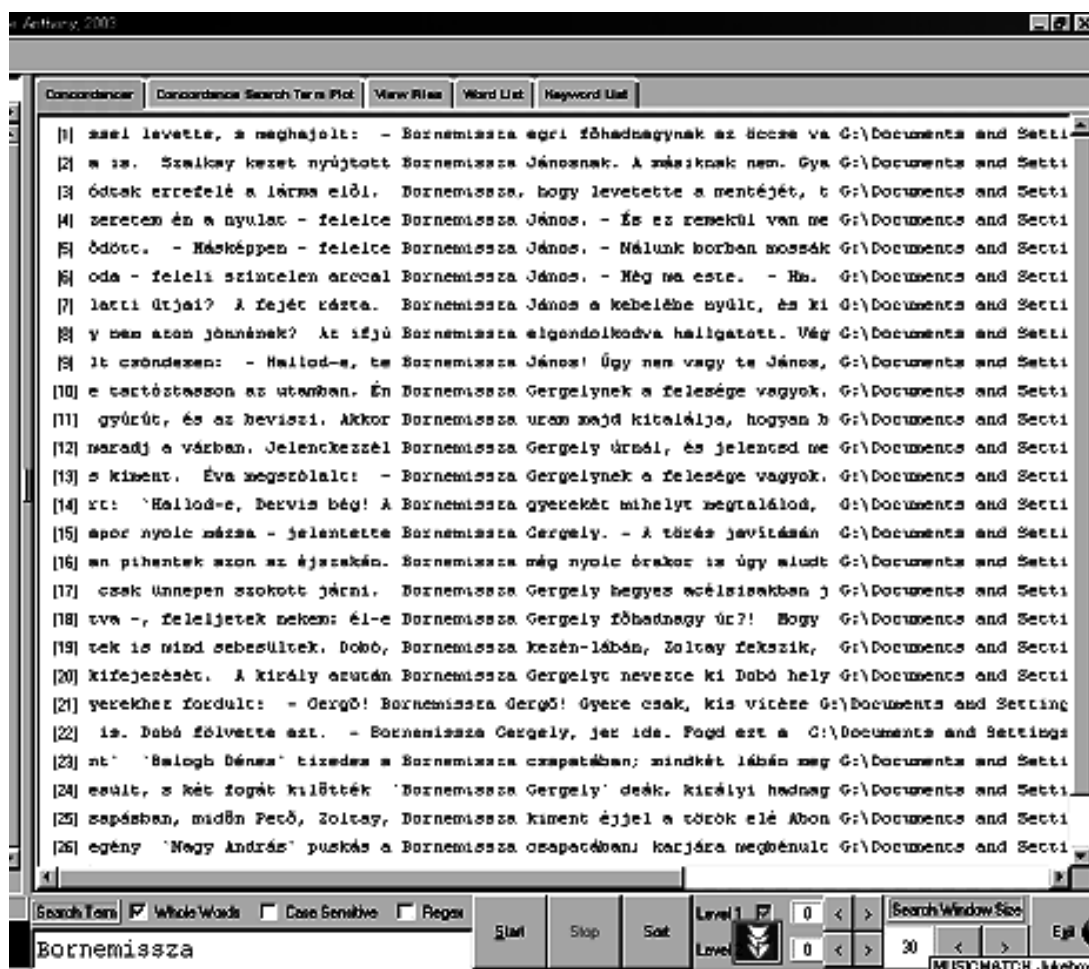 Anthony, 2003
Concordancer Concordance Search Term Plot View Files Word List Keyword List
[1] ssel levette, s meghajolt: - Bornemissza egri főhadnagynak az öccse va G:\Documents and Setti
[2] a is. Szalkay kezet nyújtott Bornemissza Jánosnak. A másiknak nem. Gya G:\Documents and Setti
[3] ódtak errefelé a lárma elől. Bornemissza, hogy levetette a mentéjét, t G:\Documents and Setti
[4] zeretem én a nyulat - felelte Bornemissza János. - És ez remekül van me G:\Documents and Setti
[5] ődött. - Másképpen - felelte Bornemissza János. - Nálunk borban mossák G:\Documents and Setti
[6] oda - feleli színtelen arccal Bornemissza János. - Még ma este. - Hm. G:\Documents and Setti
[7] latti útjai? A fejét rázta. Bornemissza János a kebelébe nyúlt, és ki G:\Documents and Setti
[8] y nem azon jönnének? Az ifjú Bornemissza elgondolkodva hallgatott. Vég G:\Documents and Setti
[9] lt csöndesen: - Hallod-e, te Bornemissza János! Úgy nem vagy te János, G:\Documents and Setti
[10] e tartóztasson az utamban. Én Bornemissza Gergelynek a felesége vagyok. G:\Documents and Setti
[11] gyűrűt, és az beviszi. Akkor Bornemissza uram majd kitalálja, hogyan b G:\Documents and Setti
[12] maradj a várban. Jelentkezzél Bornemissza Gergely úrnál, és jelentsd me G:\Documents and Setti
[13] s kiment. Éva megszólalt: - Bornemissza Gergelynek a felesége vagyok. G:\Documents and Setti
[14] rt: `Hallod-e, Dervis bég! A Bornemissza gyerekét mihelyt megtalálod, G:\Documents and Setti
[15] apor nyolc mázsa - jelentette Bornemissza Gergely. - A törés javításán G:\Documents and Setti
[16] an pihentek azon az éjszakán. Bornemissza még nyolc órakor is úgy aludt G:\Documents and Setti
[17] csak ünnepen szokott járni. Bornemissza Gergely hegyes acélsisakban j G:\Documents and Setti
[18] tva -, feleljetek nekem: él-e Bornemissza Gergely főhadnagy úr?! Hogy G:\Documents and Setti
[19] tek is mind sebesültek. Dobó, Bornemissza kezén-lábán, Zoltay fekszik, G:\Documents and Setti
[20] kifejezését. A király azután Bornemissza Gergelyt nevezte ki Dobó hely G:\Documents and Setti
[21] yerekhez fordult: - Gergő! Bornemissza Gergő! Gyere csak, kis vitéze G:\Documents and Setting
[22] is. Dobó fölvette azt. - Bornemissza Gergely, jer ide. Fogd ezt a G:\Documents and Settings
[23] nt` `Balogh Dénes` tizedes a Bornemissza csapatában; mindkét lábán meg G:\Documents and Setti
[24] esült, s két fogát kilőtték `Bornemissza Gergely` deák, királyi hadnag G:\Documents and Setti
[25] sapásban, midőn Pető, Zoltay, Bornemissza kiment éjjel a török elé Abon G:\Documents and Setti
[26] egény `Nagy András` puskás a Bornemissza csapatában; karjára megbénult G:\Documents and Setti
Search Term Whole Words Case Sensitive Regex Start Stop Sort Level 1 0 < > Search Window Size Exit
Bornemissza Level 0 < > 30 < >
MUSICMATCH Jukebox